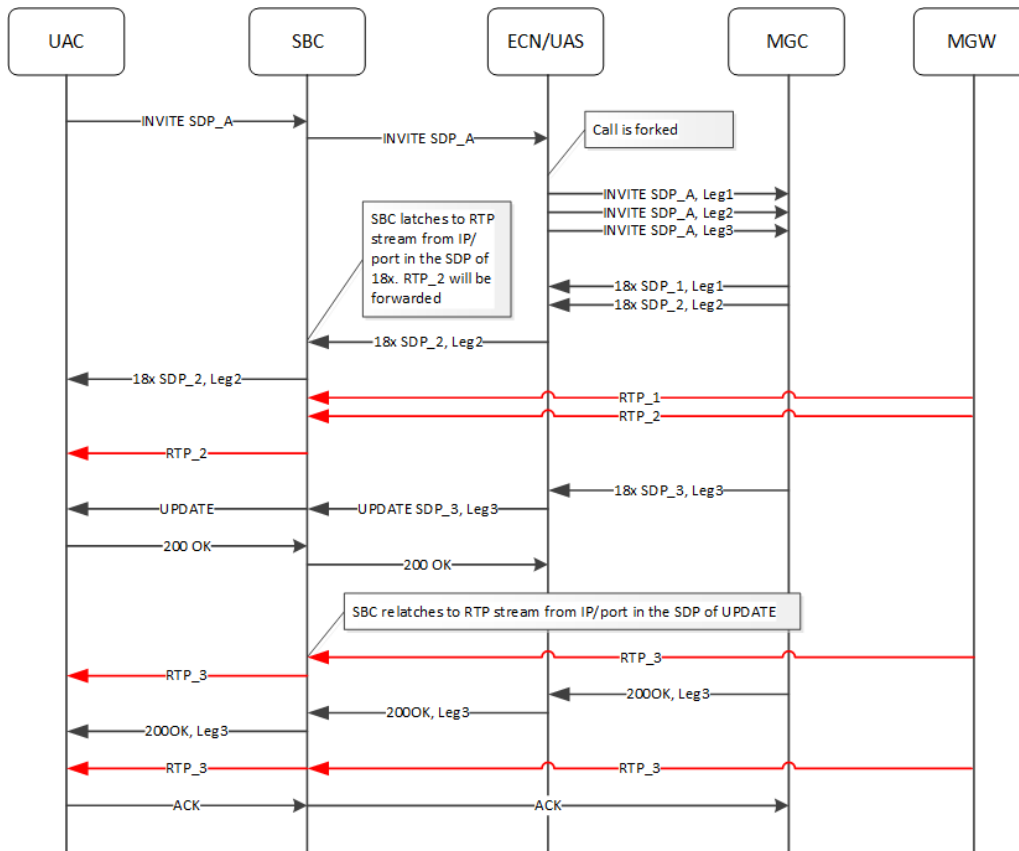 UAC
SBC
ECN/UAS
MGC
MGW
INVITE SDP_A
INVITE SDP_A
Call is forked
INVITE SDP_A, Leg1
INVITE SDP_A, Leg2
INVITE SDP_A, Leg3
SBC latches to RTP
stream from IP/
port in the SDP of
18x. RTP_2 will be
forwarded
18x SDP_1, Leg1
18x SDP_2, Leg2
18x SDP_2, Leg2
18x SDP_2, Leg2
RTP_1
RTP_2
RTP_2
18x SDP_3, Leg3
UPDATE
UPDATE SDP_3, Leg3
200 OK
200 OK
SBC relatches to RTP stream from IP/port in the SDP of UPDATE
RTP_3
RTP_3
200OK, Leg3
200OK, Leg3
200OK, Leg3
RTP_3
RTP_3
ACK
ACK